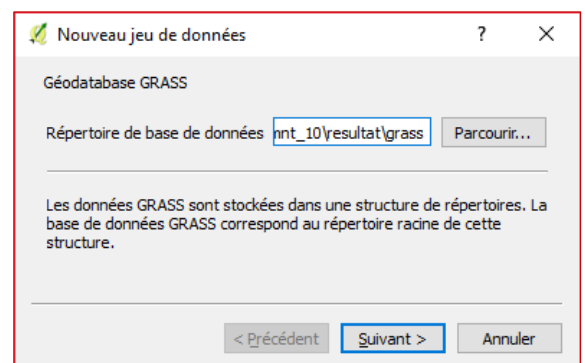 Nouveau jeu de données
Géodatabase GRASS
Répertoire de base de données nnt_10\resultat\grass Parcourir...
Les données GRASS sont stockées dans une structure de répertoires. La
base de données GRASS correspond au répertoire racine de cette
structure.
< Précédent Suivant > Annuler